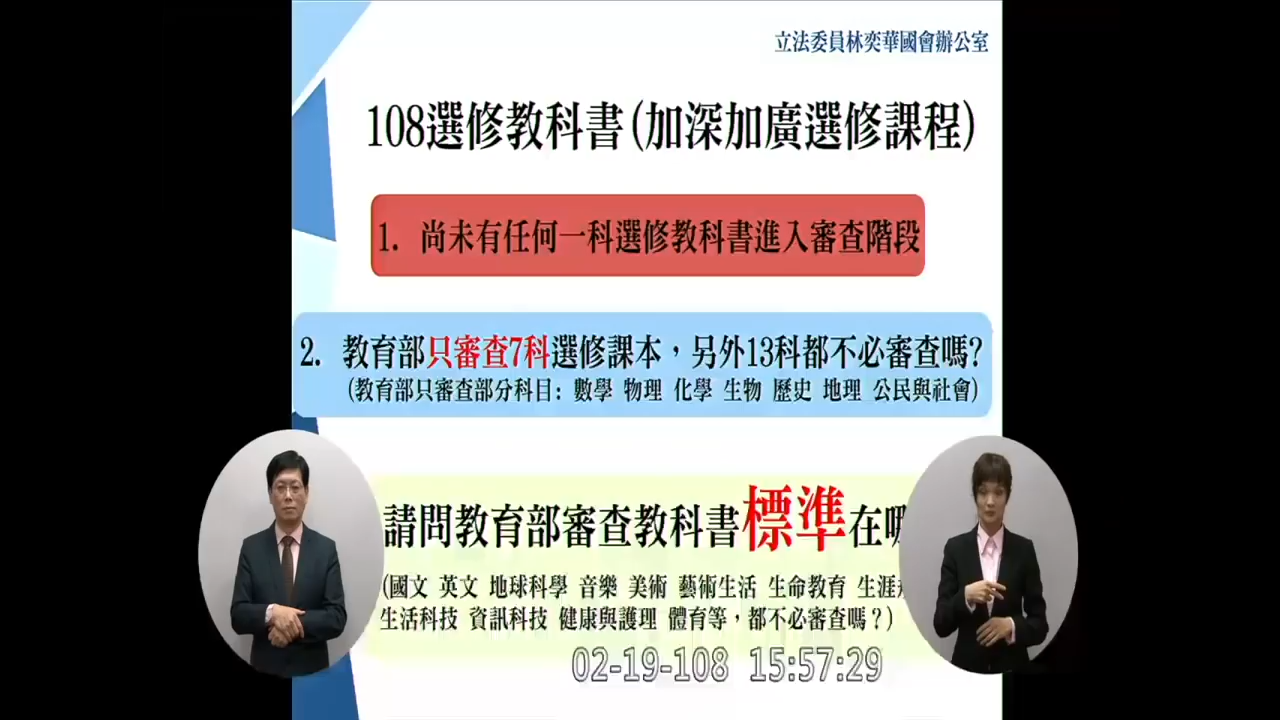 立法委員林奕華國會辦公室
108選修教科書(加深加廣選修課程)
1. 尚未有任何一科選修教科書進入審查階段
2. 教育部只審查7科選修課本，另外13科都不必審查嗎?
(教育部只審查部分科目: 數學 物理 化學 生物 歷史 地理 公民與社會)
請問教育部審查教科書標準在
(國文 英文 地球科學 音樂 美術 藝術生活 生命教育 生涯
生活科技 資訊科技 健康與護理 體育等，都不必審查嗎？)
02-19-108 15:57:29